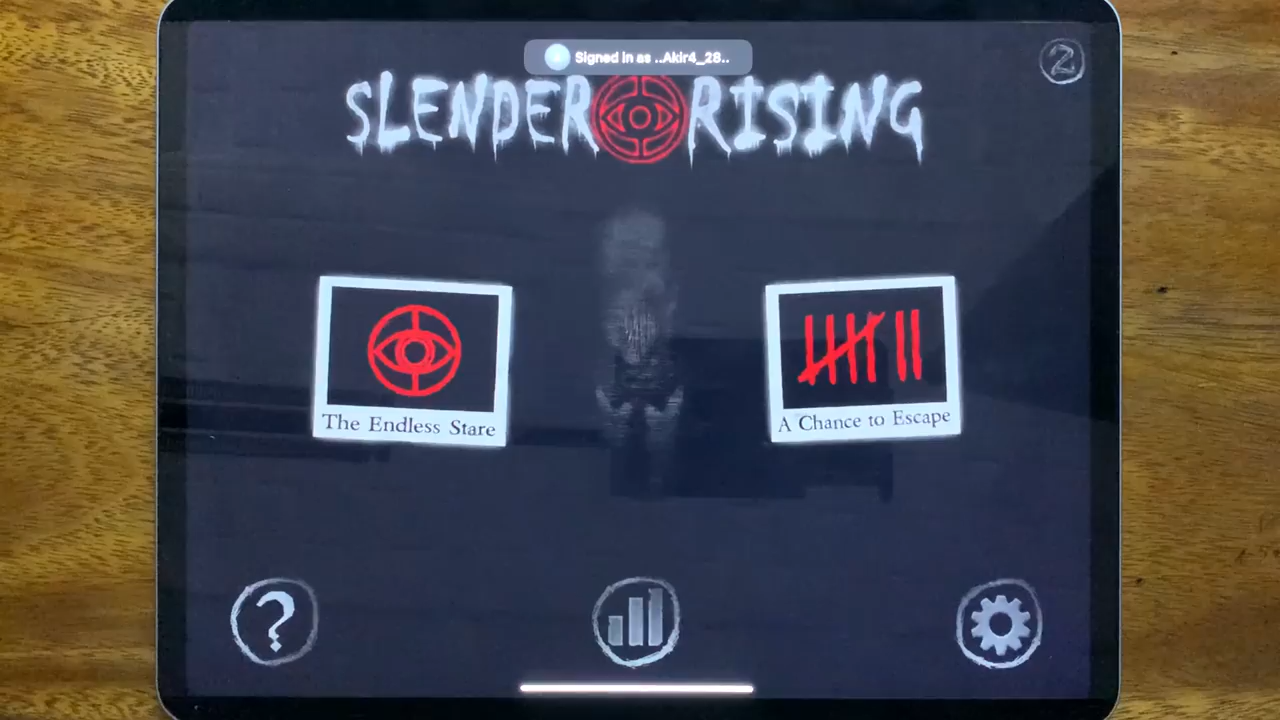 Signed in as ..Akir4_28..
2
SLENDER RISING
The Endless Stare
A Chance to Escape
?